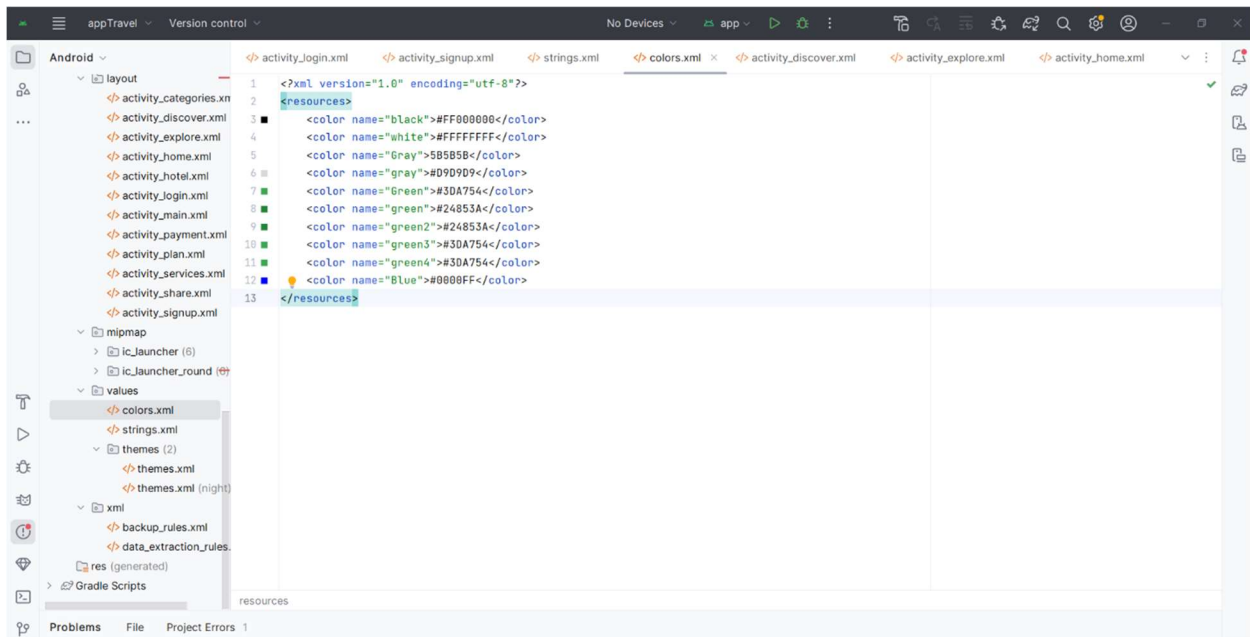 appTravel Version control No Devices app
Android
activity_login.xml activity_signup.xml strings.xml colors.xml activity_discover.xml activity_explore.xml activity_home.xml
layout
activity_categories.xm
activity_discover.xml
activity_explore.xml
activity_home.xml
activity_hotel.xml
activity_login.xml
activity_main.xml
activity_payment.xml
activity_plan.xml
activity_services.xml
activity_share.xml
activity_signup.xml
mipmap
ic_launcher (6)
ic_launcher_round (6)
values
colors.xml
strings.xml
themes (2)
themes.xml
themes.xml (night)
xml
backup_rules.xml
data_extraction_rules.
res (generated)
Gradle Scripts
1 <?xml version="1.0" encoding="utf-8"?>
2 <resources>
3 <color name="black">#FF000000</color>
4 <color name="white">#FFFFFFFF</color>
5 <color name="Gray">5B5B5B</color>
6 <color name="gray">#D9D9D9</color>
7 <color name="Green">#3DA754</color>
8 <color name="green">#24853A</color>
9 <color name="green2">#24853A</color>
10 <color name="green3">#3DA754</color>
11 <color name="green4">#3DA754</color>
12 <color name="Blue">#0000FF</color>
13 </resources>
resources
Problems File Project Errors 1